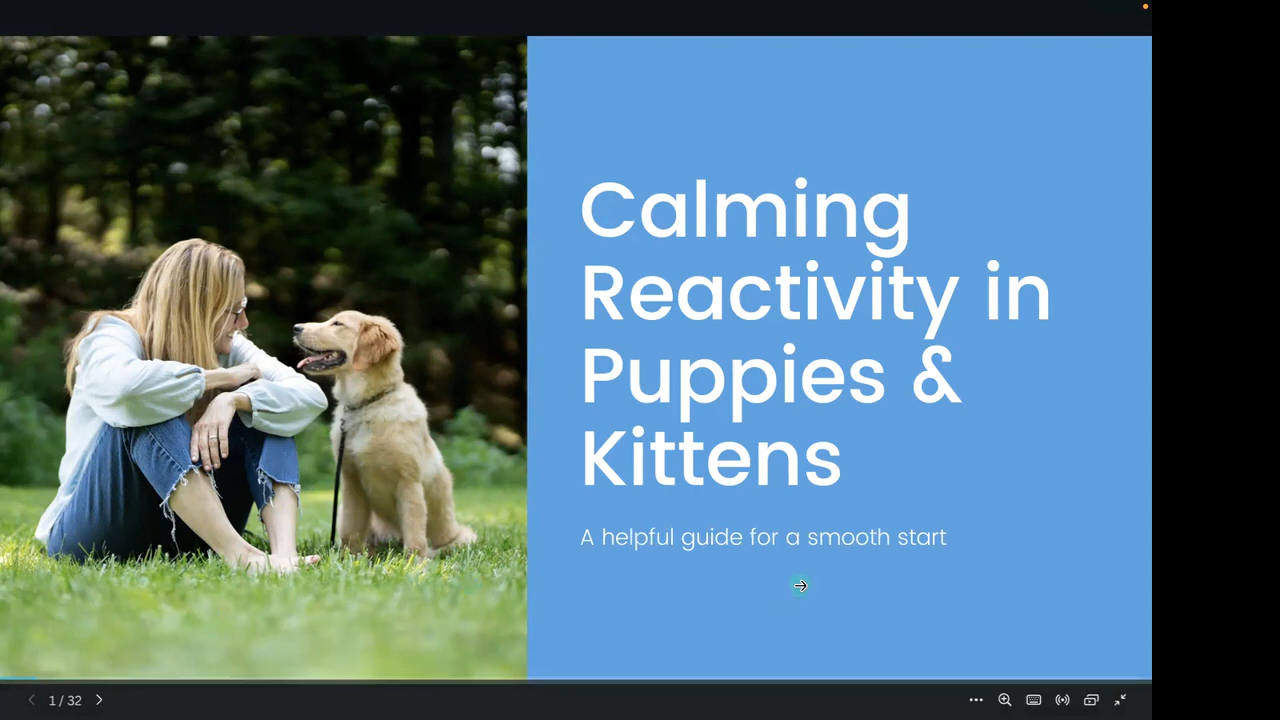 Calming
Reactivity in
Puppies &
Kittens
A helpful guide for a smooth start
1 / 32